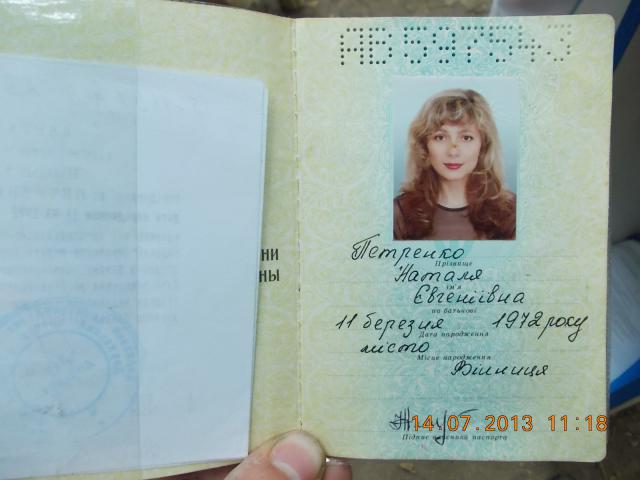 АВ 597543
НИ
НЫ
Петренко
Прізвище
Наталя
ім'я
Євгеніївна
по батькові
11 березня 1972 року
Дата народження
місто
Місце народження
Вінниця
14.07.2013 11:18
Підпис власника паспорта